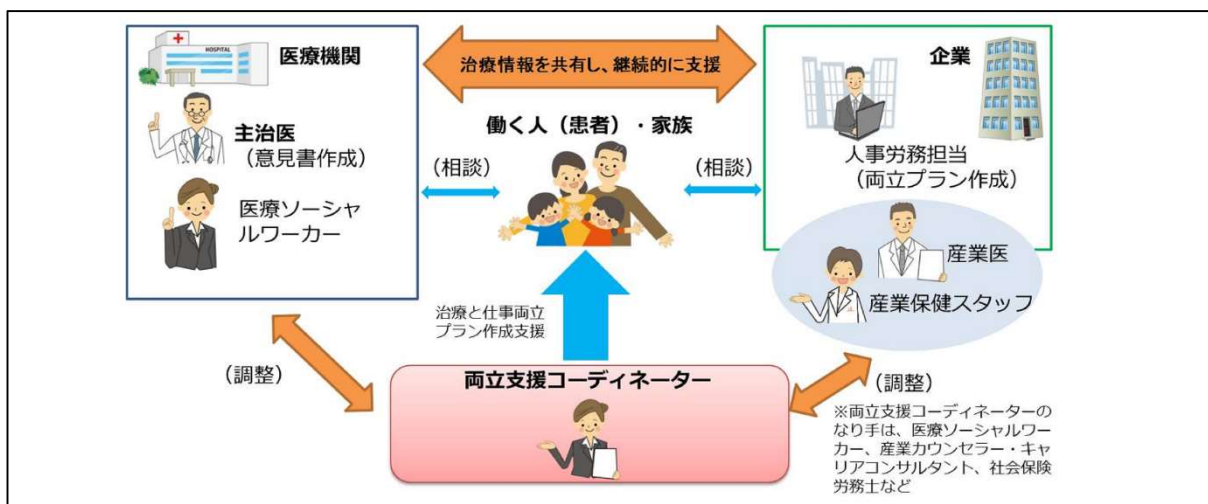 HOSPITAL
医療機関
主治医
（意見書作成）
医療ソーシャ
ルワーカー
治療情報を共有し、継続的に支援
働く人（患者）・家族
（相談）
（相談）
企業
人事労務担当
（両立プラン作成）
産業医
産業保健スタッフ
治療と仕事両立
プラン作成支援
（調整）
両立支援コーディネーター
（調整）
※両立支援コーディネーターの
なり手は、医療ソーシャルワー
カー、産業カウンセラー・キャ
リアコンサルタント、社会保険
労務士など